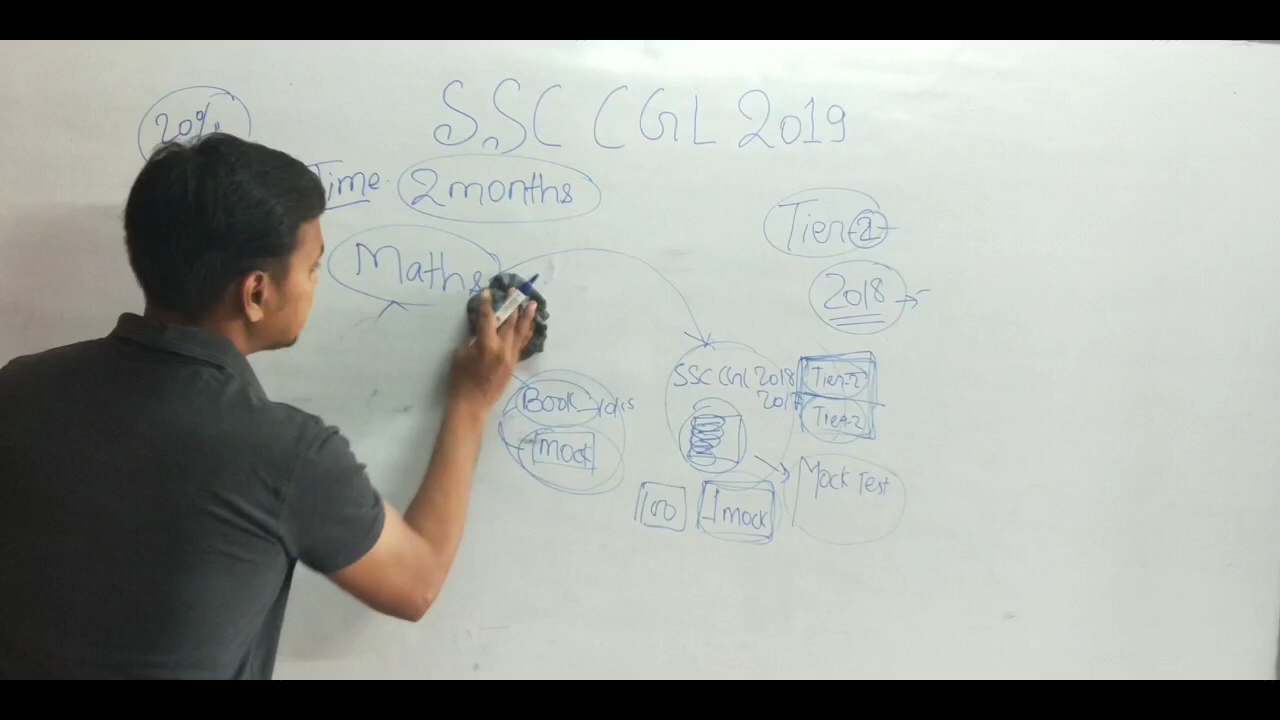 SSC CGL 2019
20%
Time 2 months
Tier-2
Maths
2018
SSC CGL 2018 Tier-2
2017 Tier-2
Book
1 mock
Mock Test
100
1 mock